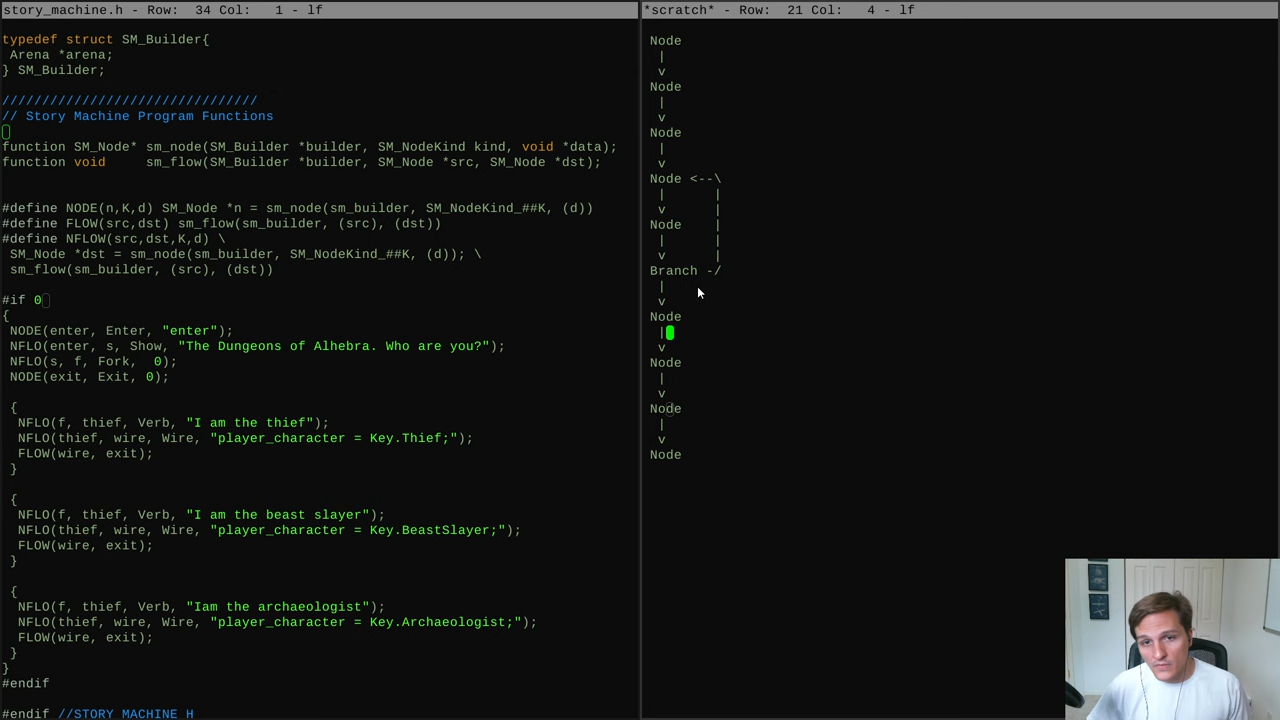 story_machine.h - Row:  34 Col:   1 - lf
typedef struct SM_Builder{
 Arena *arena;
} SM_Builder;
////////////////////////////////
// Story Machine Program Functions
function SM_Node* sm_node(SM_Builder *builder, SM_NodeKind kind, void *data);
function void     sm_flow(SM_Builder *builder, SM_Node *src, SM_Node *dst);
#define NODE(n,K,d) SM_Node *n = sm_node(sm_builder, SM_NodeKind_##K, (d))
#define FLOW(src,dst) sm_flow(sm_builder, (src), (dst))
#define NFLOW(src,dst,K,d) \
 SM_Node *dst = sm_node(sm_builder, SM_NodeKind_##K, (d)); \
 sm_flow(sm_builder, (src), (dst))
#if 0
{
 NODE(enter, Enter, "enter");
 NFLO(enter, s, Show, "The Dungeons of Alhebra. Who are you?");
 NFLO(s, f, Fork,  0);
 NODE(exit, Exit, 0);
 {
  NFLO(f, thief, Verb, "I am the thief");
  NFLO(thief, wire, Wire, "player_character = Key.Thief;");
  FLOW(wire, exit);
 }
 {
  NFLO(f, thief, Verb, "I am the beast slayer");
  NFLO(thief, wire, Wire, "player_character = Key.BeastSlayer;");
  FLOW(wire, exit);
 }
 {
  NFLO(f, thief, Verb, "Iam the archaeologist");
  NFLO(thief, wire, Wire, "player_character = Key.Archaeologist;");
  FLOW(wire, exit);
 }
}
#endif
#endif //STORY_MACHINE_H
*scratch* - Row:  21 Col:   4 - lf
Node
 |
 v
Node
 |
 v
Node
 |
 v
Node <--\
 |      |
 v      |
Node    |
 |      |
 v      |
Branch -/
 |
 v
Node
 |
 v
Node
 |
 v
Node
 |
 v
Node